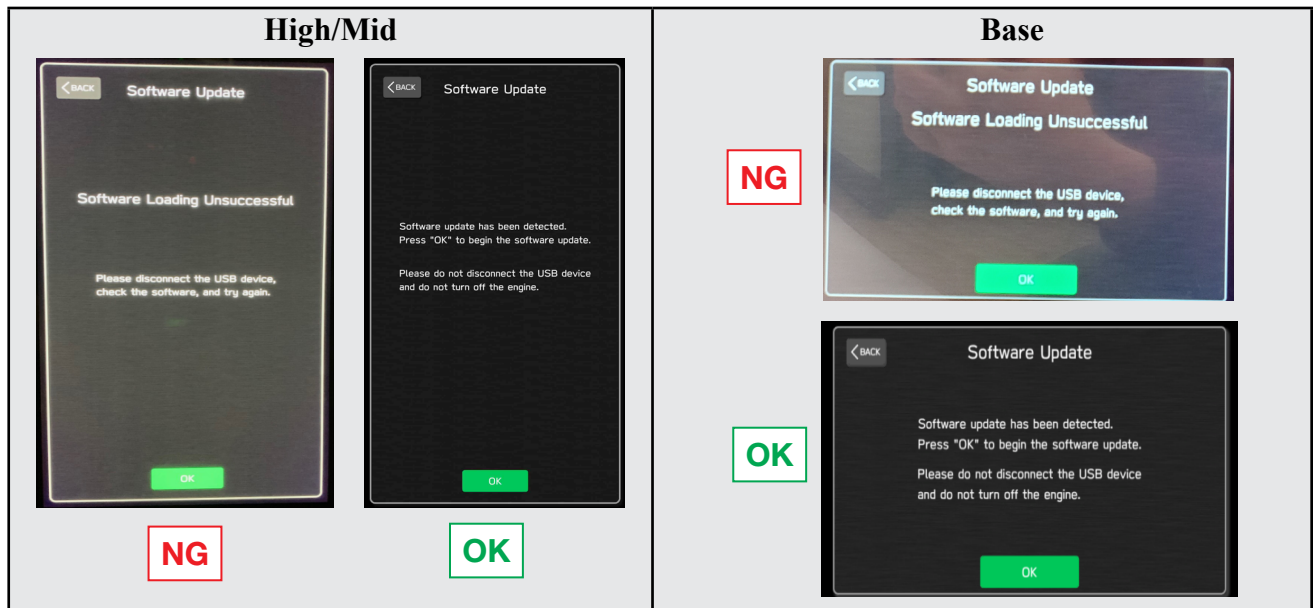 High/Mid
BACK
Software Update
Software Loading Unsuccessful
Please disconnect the USB device,
check the software, and try again.
OK
NG
BACK
Software Update
Software update has been detected.
Press "OK" to begin the software update.
Please do not disconnect the USB device
and do not turn off the engine.
OK
OK
Base
NG
BACK
Software Update
Software Loading Unsuccessful
Please disconnect the USB device,
check the software, and try again.
OK
OK
BACK
Software Update
Software update has been detected.
Press "OK" to begin the software update.
Please do not disconnect the USB device
and do not turn off the engine.
OK